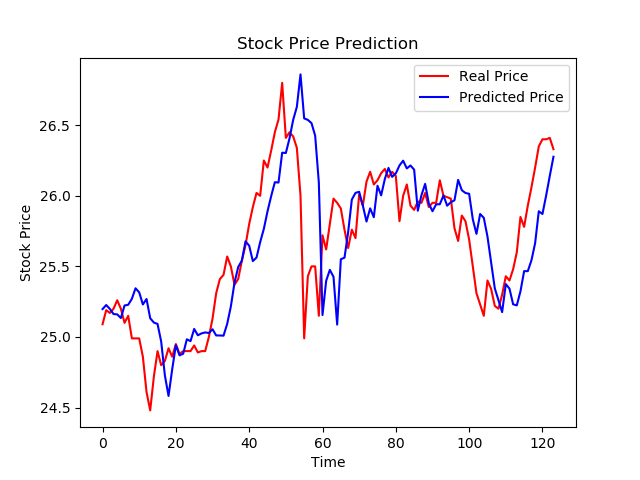 Stock Price Prediction
Real Price
Predicted Price
26.5
26.0
25.5
25.0
24.5
Stock Price
0 20 40 60 80 100 120
Time